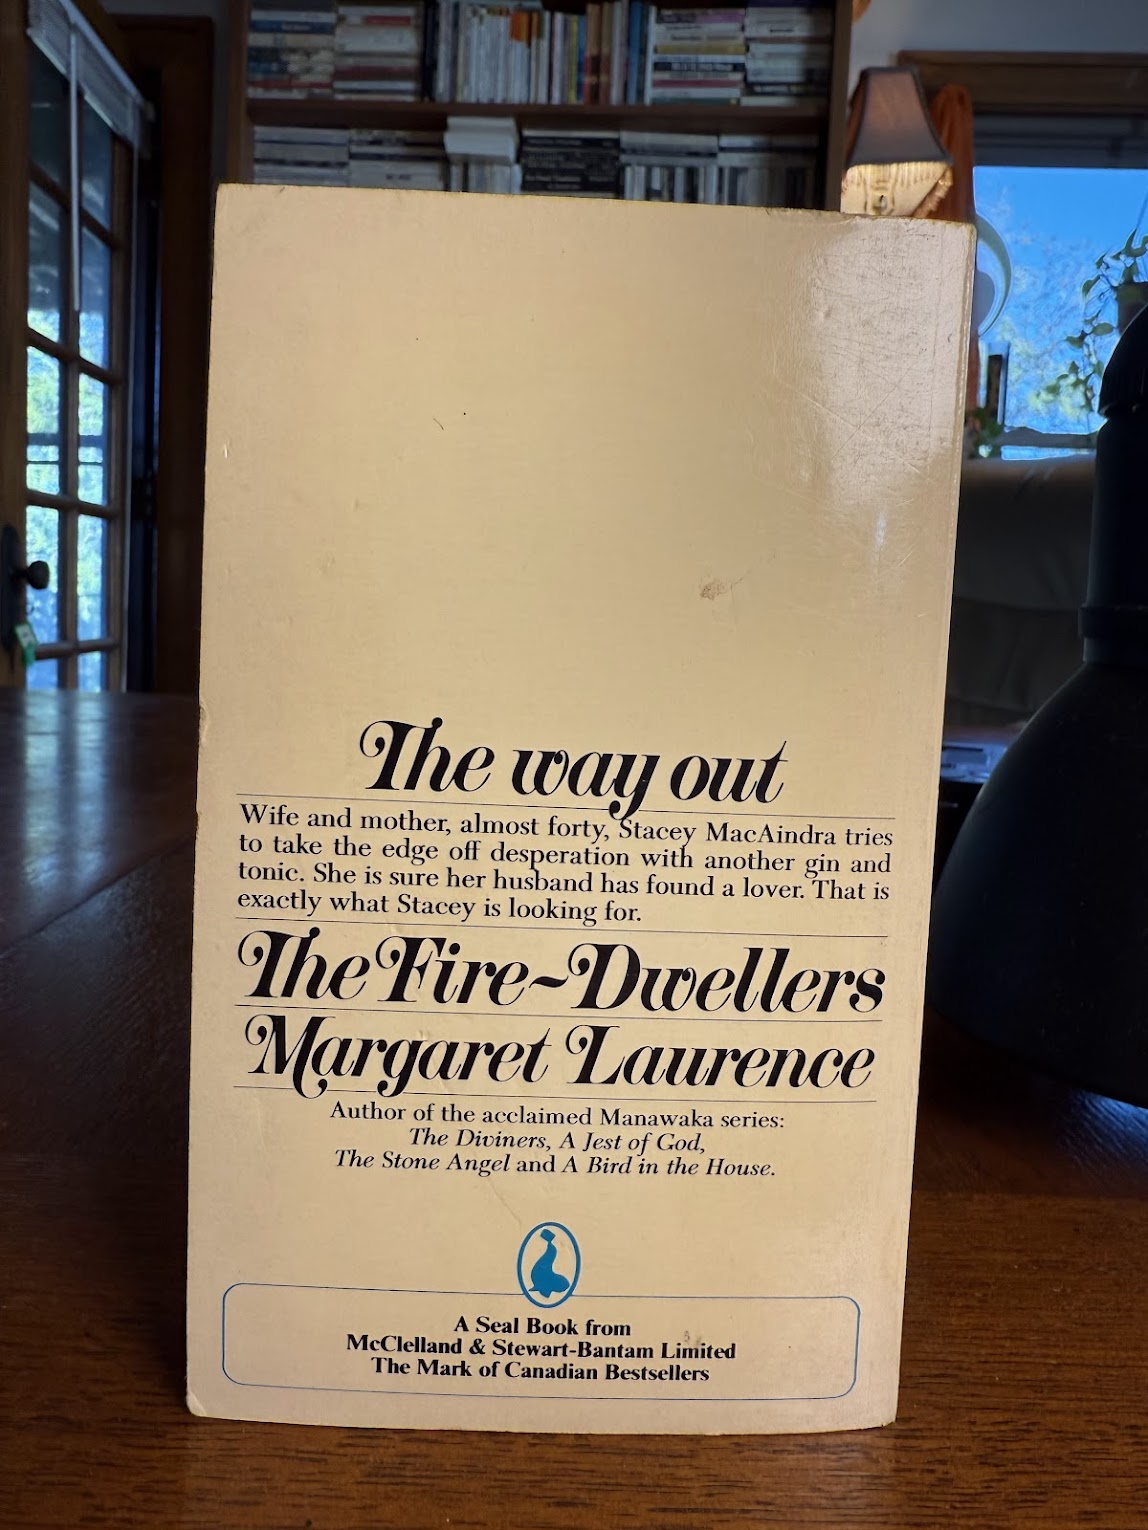 The way out
Wife and mother, almost forty, Stacey MacAindra tries
to take the edge off desperation with another gin and
tonic. She is sure her husband has found a lover. That is
exactly what Stacey is looking for.
The Fire-Dwellers
Margaret Laurence
Author of the acclaimed Manawaka series:
The Diviners, A Jest of God,
The Stone Angel and A Bird in the House.
A Seal Book from
McClelland & Stewart-Bantam Limited
The Mark of Canadian Bestsellers